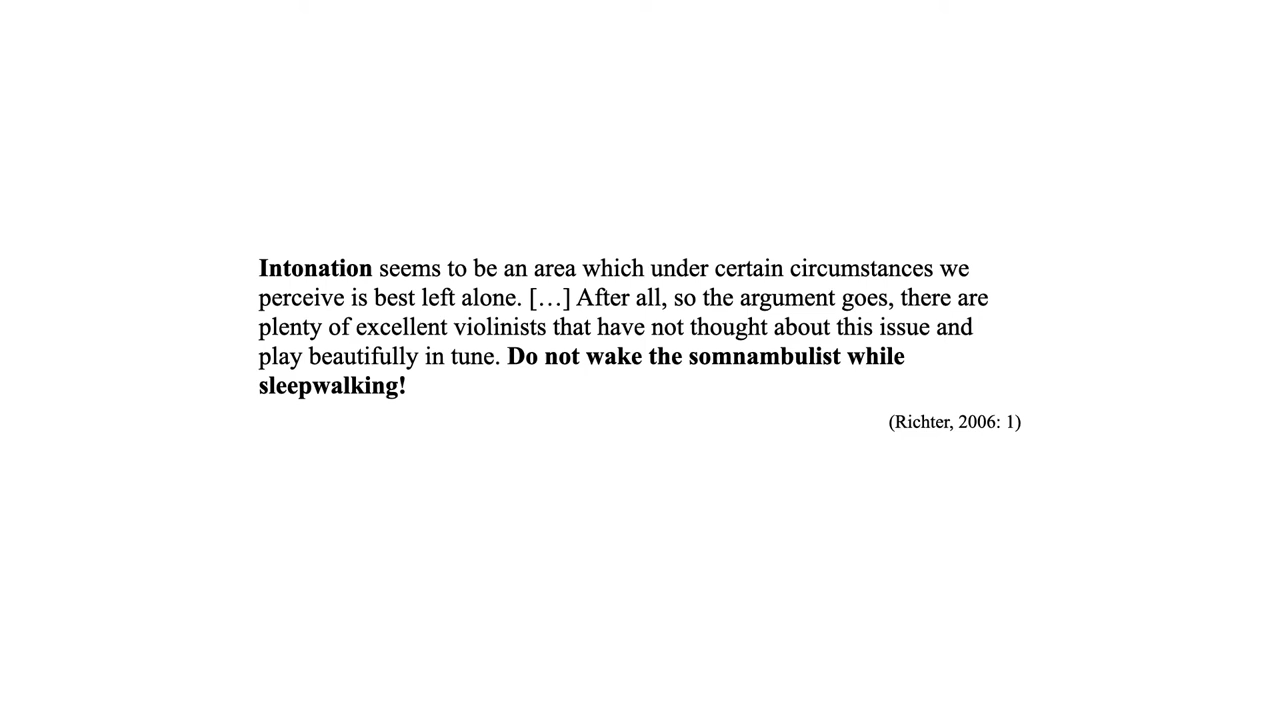 Intonation seems to be an area which under certain circumstances we
perceive is best left alone. […] After all, so the argument goes, there are
plenty of excellent violinists that have not thought about this issue and
play beautifully in tune. Do not wake the somnambulist while
sleepwalking!
(Richter, 2006: 1)